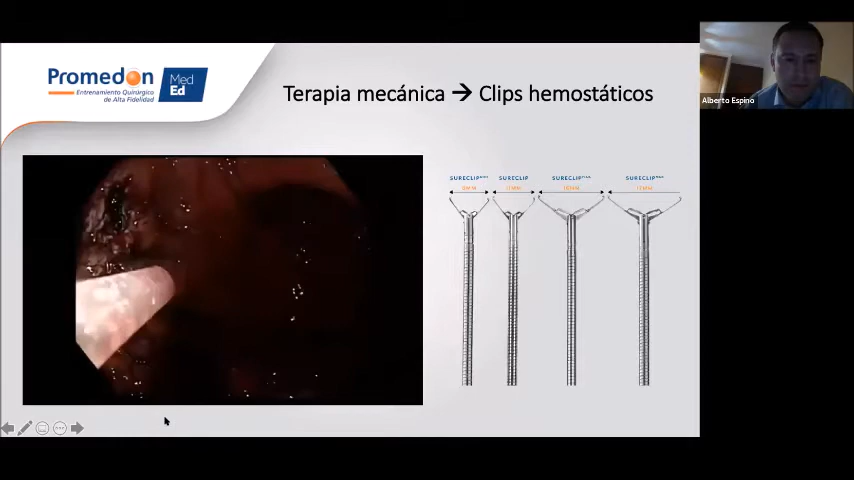 Promedon
Entrenamiento Quirúrgico
de Alta Fidelidad
Med
Ed
Terapia mecánica → Clips hemostáticos
SURECLIP
SURECLIP
SURECLIP
SURECLIP
Alberto Espino